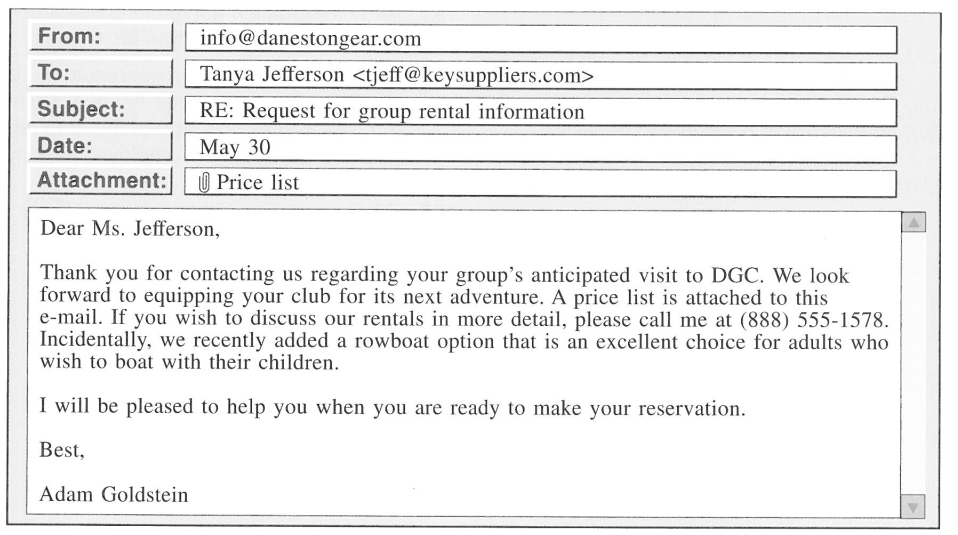 From: info@danestongear.com
To: Tanya Jefferson <tjeff@keysuppliers.com>
Subject: RE: Request for group rental information
Date: May 30
Attachment: Price list
Dear Ms. Jefferson,
Thank you for contacting us regarding your group's anticipated visit to DGC. We look
forward to equipping your club for its next adventure. A price list is attached to this
e-mail. If you wish to discuss our rentals in more detail, please call me at (888) 555-1578.
Incidentally, we recently added a rowboat option that is an excellent choice for adults who
wish to boat with their children.
I will be pleased to help you when you are ready to make your reservation.
Best,
Adam Goldstein